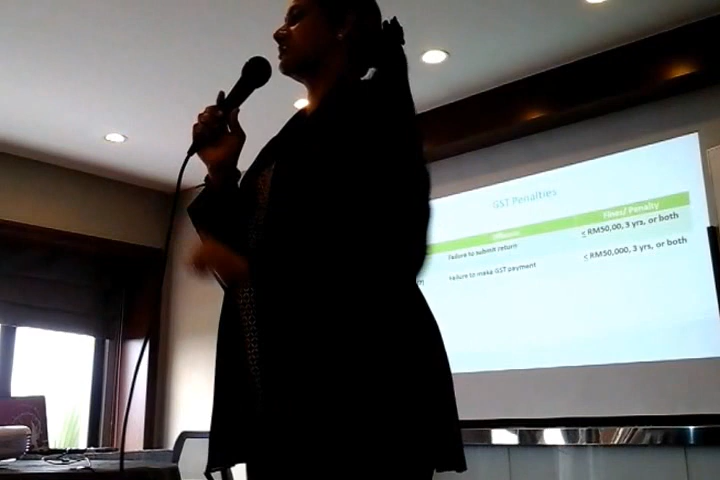 GST Penalties
Offence Fines/ Penalty
Failure to submit return ≤ RM50,00, 3 yrs, or both
Failure to make GST payment ≤ RM50,000, 3 yrs, or both